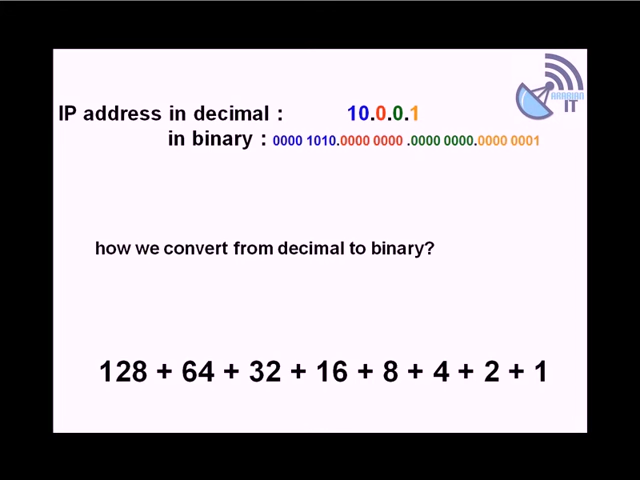 IP address in decimal : 10.0.0.1
in binary : 0000 1010.0000 0000 .0000 0000.0000 0001
how we convert from decimal to binary?
128 + 64 + 32 + 16 + 8 + 4 + 2 + 1
IT